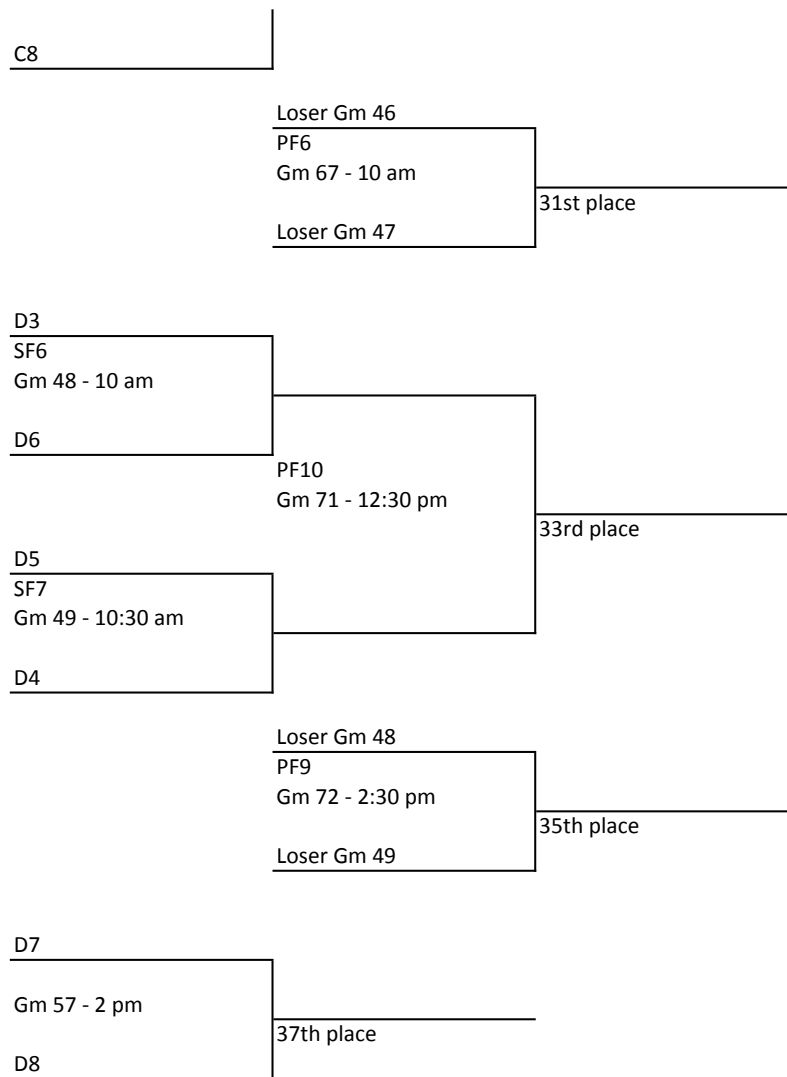 C8
Loser Gm 46
PF6
Gm 67 - 10 am
31st place
Loser Gm 47
D3
SF6
Gm 48 - 10 am
D6
PF10
Gm 71 - 12:30 pm
33rd place
D5
SF7
Gm 49 - 10:30 am
D4
Loser Gm 48
PF9
Gm 72 - 2:30 pm
35th place
Loser Gm 49
D7
Gm 57 - 2 pm
37th place
D8